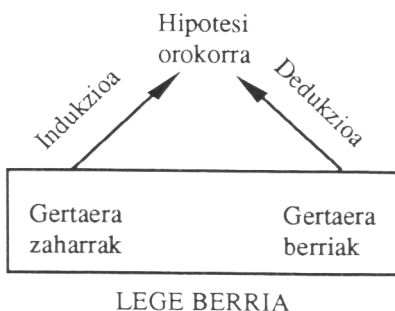 Hipotesi
orokorra
Indukzioa
Dedukzioa
Gertaera
zaharrak
Gertaera
berriak
LEGE BERRIA